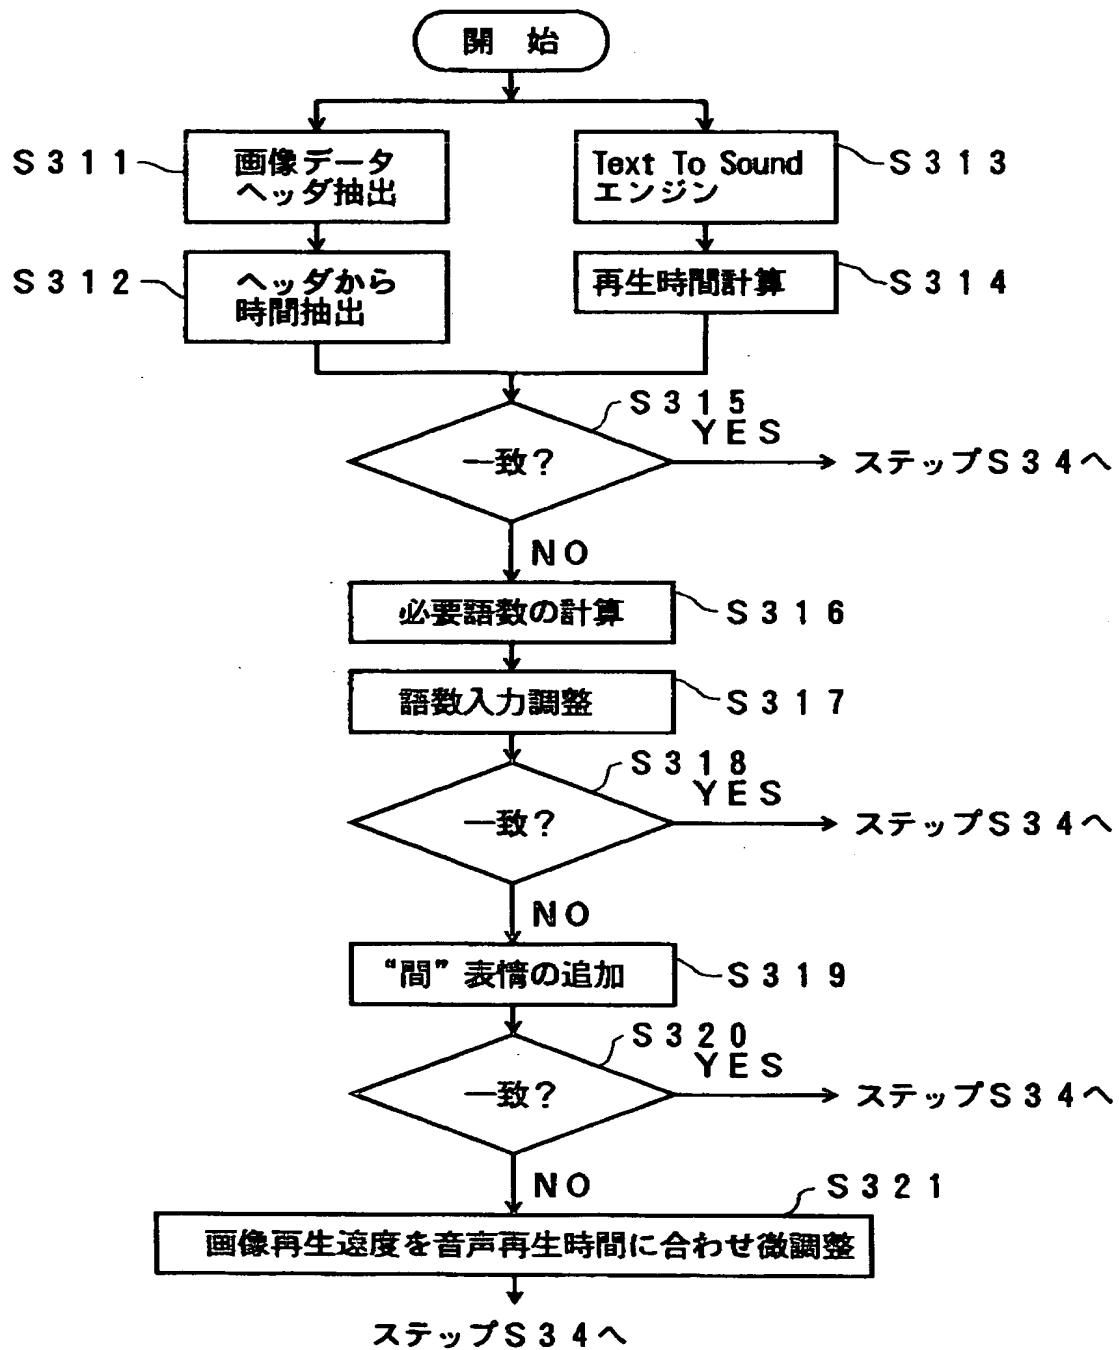 開 始
S311
画像データ
ヘッダ抽出
Text To Sound
エンジン
S313
S312
ヘッダから
時間抽出
再生時間計算
S314
S315
一致?
YES
ステップS34へ
NO
必要語数の計算
S316
語数入力調整
S317
S318
一致?
YES
ステップS34へ
NO
“間”表情の追加
S319
S320
一致?
YES
ステップS34へ
NO
S321
画像再生速度を音声再生時間に合わせ微調整
ステップS34へ